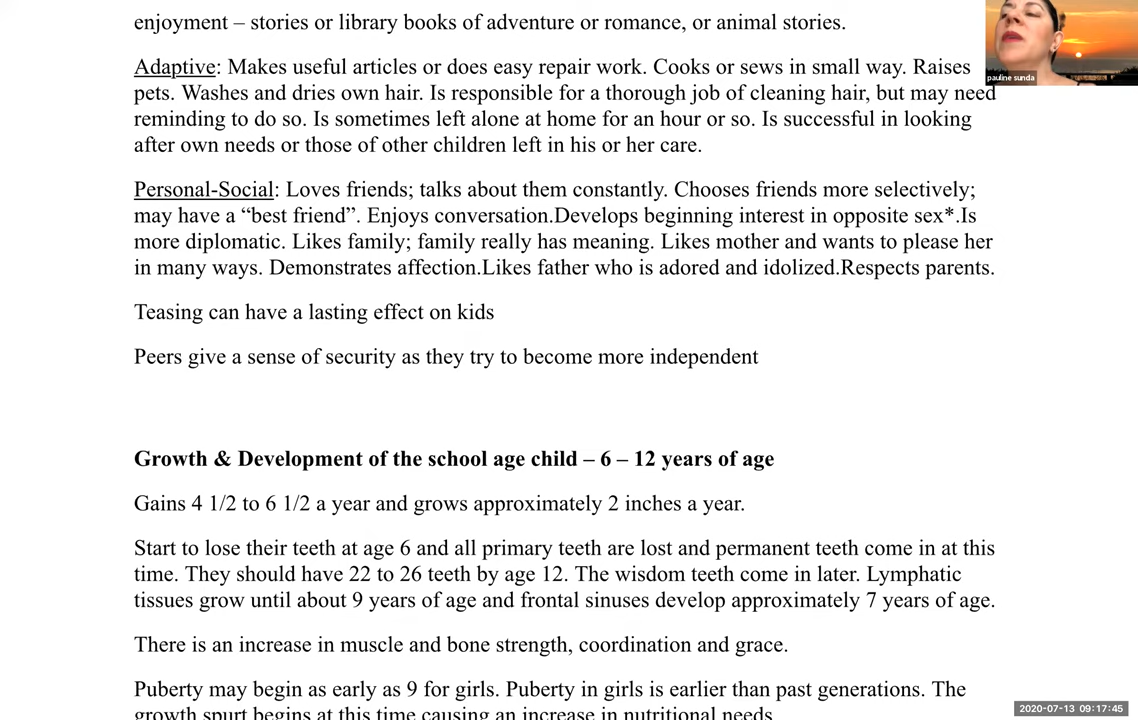 enjoyment – stories or library books of adventure or romance, or animal stories.
Adaptive: Makes useful articles or does easy repair work. Cooks or sews in small way. Raises
pets. Washes and dries own hair. Is responsible for a thorough job of cleaning hair, but may need
reminding to do so. Is sometimes left alone at home for an hour or so. Is successful in looking
after own needs or those of other children left in his or her care.
Personal-Social: Loves friends; talks about them constantly. Chooses friends more selectively;
may have a “best friend”. Enjoys conversation.Develops beginning interest in opposite sex*.Is
more diplomatic. Likes family; family really has meaning. Likes mother and wants to please her
in many ways. Demonstrates affection.Likes father who is adored and idolized.Respects parents.
Teasing can have a lasting effect on kids
Peers give a sense of security as they try to become more independent
Growth & Development of the school age child – 6 – 12 years of age
Gains 4 1/2 to 6 1/2 a year and grows approximately 2 inches a year.
Start to lose their teeth at age 6 and all primary teeth are lost and permanent teeth come in at this
time. They should have 22 to 26 teeth by age 12. The wisdom teeth come in later. Lymphatic
tissues grow until about 9 years of age and frontal sinuses develop approximately 7 years of age.
There is an increase in muscle and bone strength, coordination and grace.
Puberty may begin as early as 9 for girls. Puberty in girls is earlier than past generations. The
growth spurt begins at this time causing an increase in nutritional needs
pauline sunda
2020-07-13 09:17:45